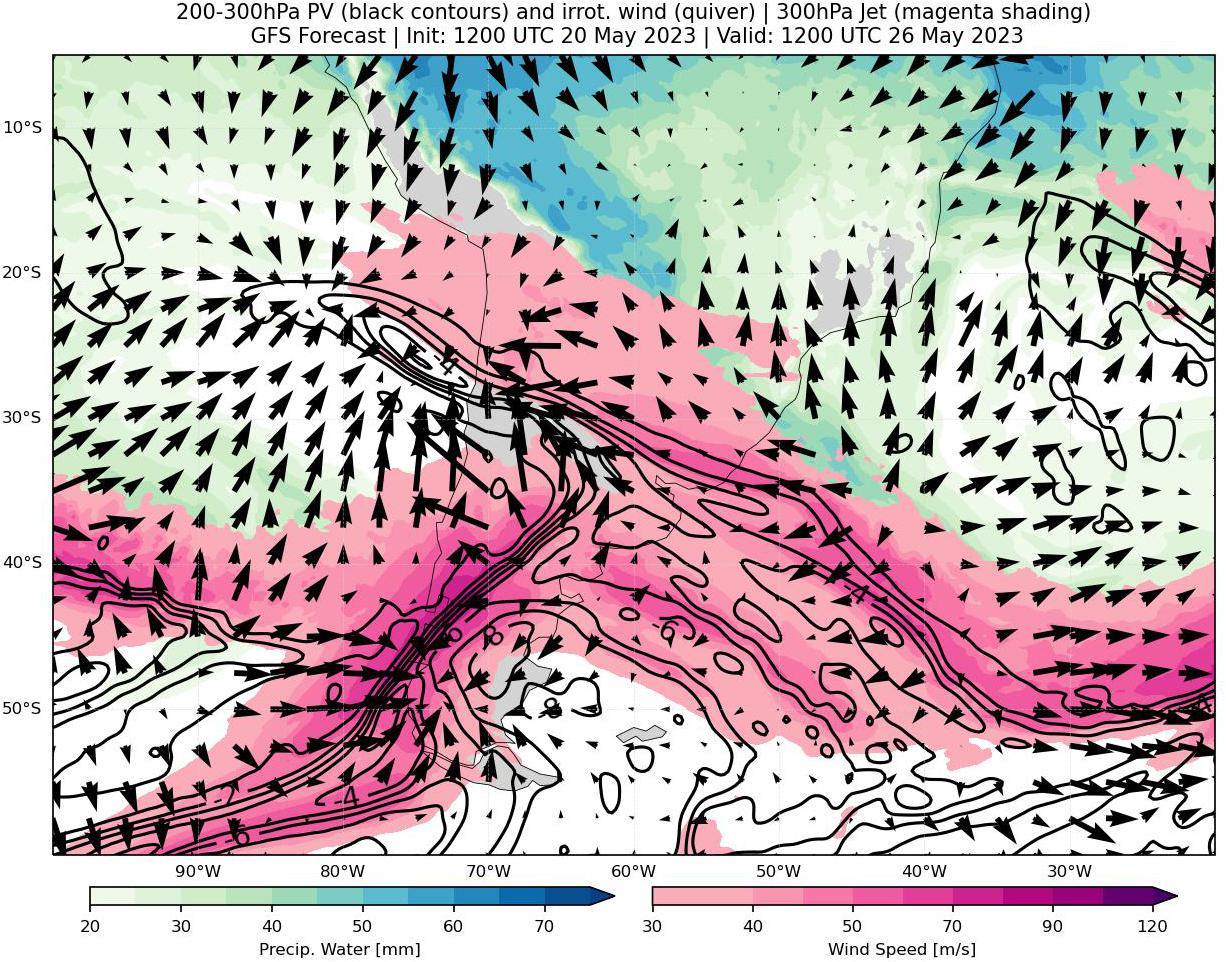 200-300hPa PV (black contours) and irrot. wind (quiver) | 300hPa Jet (magenta shading)
GFS Forecast | Init: 1200 UTC 20 May 2023 | Valid: 1200 UTC 26 May 2023
10°S
20°S
30°S
40°S
50°S
-4
-4
-6
-8
-4
-6
90°W 80°W 70°W 60°W 50°W 40°W 30°W
20 30 40 50 60 70
30 40 50 70 90 120
Precip. Water [mm]
Wind Speed [m/s]